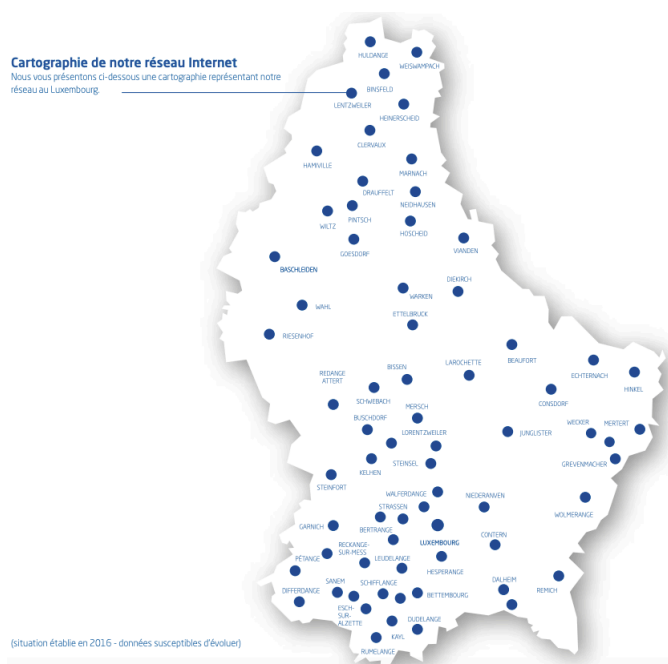 Cartographie de notre réseau Internet
Nous vous présentons ci-dessous une cartographie représentant notre
réseau au Luxembourg.
HULDANGE
WEISWAMPACH
BINSFELD
LENTZWEILER
HEINERSCHEID
CLERVAUX
HAMIVILLE
MARNACH
DRAUFFELT
NEIDHAUSEN
PINTSCH
WILTZ
HOSCHEID
GOESDORF
VIANDEN
BASCHLEIDEN
DIEKIRCH
WARKEN
WAHL
ETTELBRUCK
RIESENHOF
BEAUFORT
LAROCHETTE
BISSEN
REDANGE
ATTERT
ECHTERNACH
HINKEL
CONSDORF
SCHWEBACH
MERSCH
BUSCHDORF
LORENTZWEILER
JUNGLISTER
WECKER
MERTERT
STEINSEL
GREVENMACHER
KELHEN
STEINFORT
WALFERDANGE
NIEDERANVEN
STRASSEN
WOLMERANGE
GARNICH
BERTRANGE
CONTERN
LUXEMBOURG
RECKANGE-
SUR-MESS
LEUDELANGE
PÉTANGE
HESPERANGE
SANEM
SCHIFFLANGE
DALHEIM
DIFFERDANGE
BETTEMBOURG
REMICH
ESCH-
SUR-
ALZETTE
DUDELANGE
KAYL
RUMELANGE
(situation établie en 2016 - données susceptibles d'évoluer)